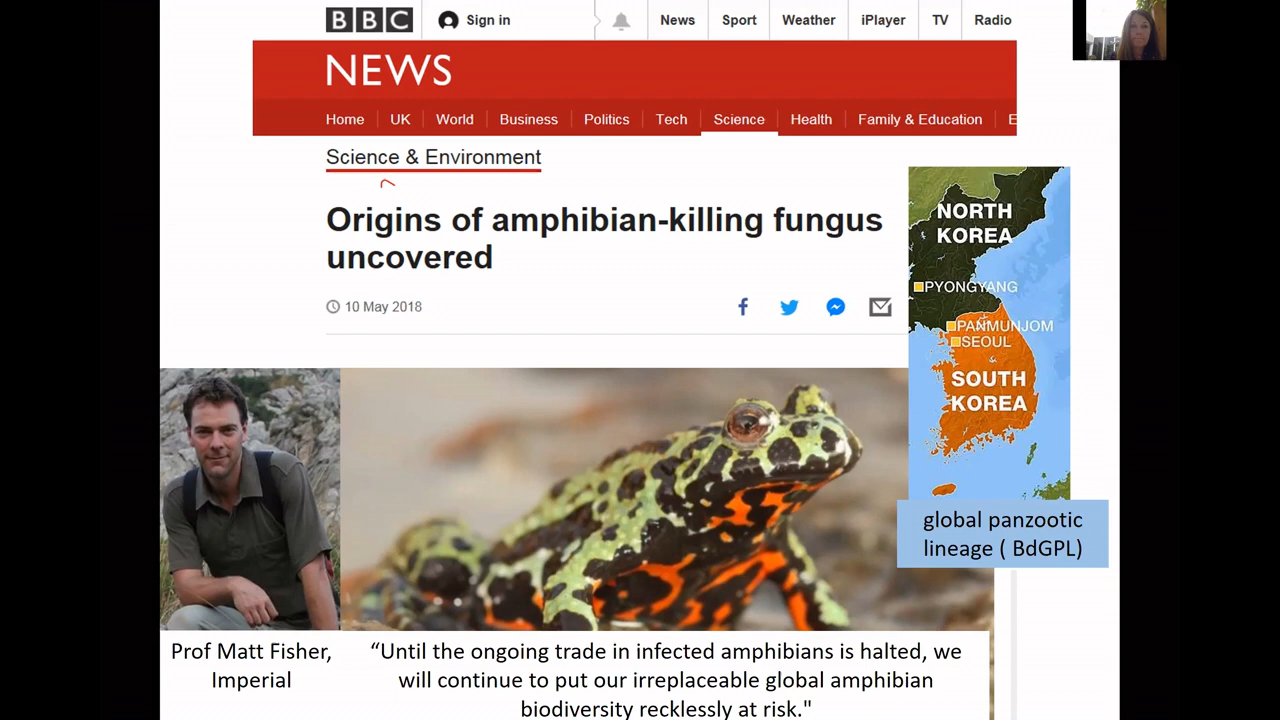 BBC
Sign in
News
Sport
Weather
iPlayer
TV
Radio
NEWS
Home
UK
World
Business
Politics
Tech
Science
Health
Family & Education
E
Science & Environment
Origins of amphibian-killing fungus
uncovered
10 May 2018
NORTH
KOREA
PYONGYANG
PANMUNJOM
SEOUL
SOUTH
KOREA
global panzootic
lineage ( BdGPL)
Prof Matt Fisher,
Imperial
“Until the ongoing trade in infected amphibians is halted, we
will continue to put our irreplaceable global amphibian
biodiversity recklessly at risk."